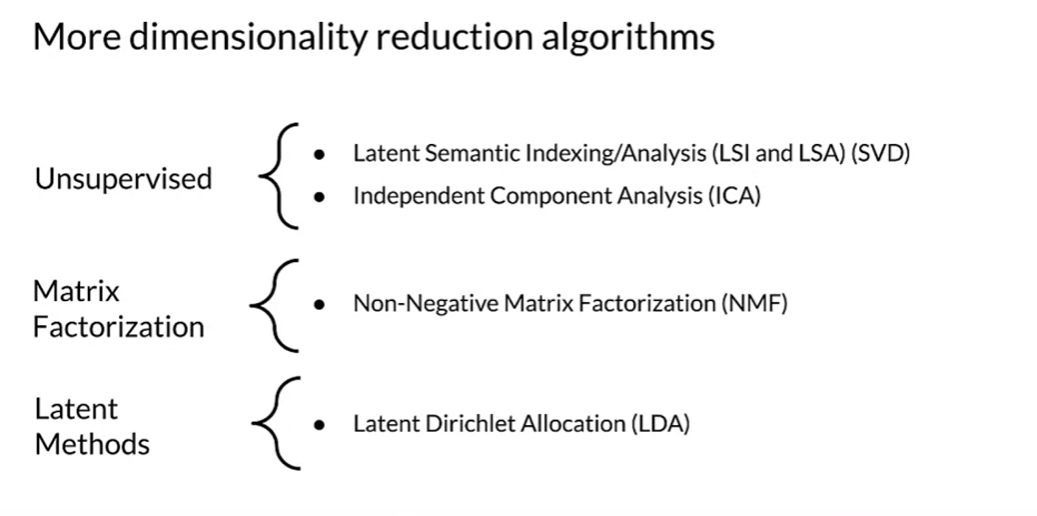 More dimensionality reduction algorithms
Unsupervised
• Latent Semantic Indexing/Analysis (LSI and LSA) (SVD)
• Independent Component Analysis (ICA)
Matrix
Factorization
• Non-Negative Matrix Factorization (NMF)
Latent
Methods
• Latent Dirichlet Allocation (LDA)